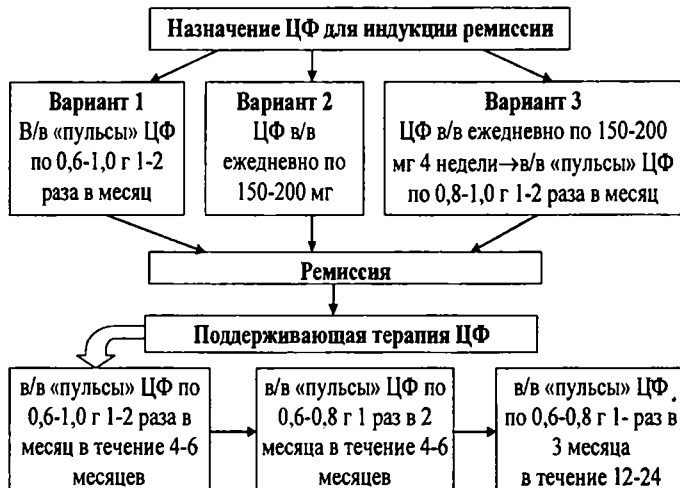 Назначение ЦФ для индукции ремиссии
Вариант 1
В/в «пульсы» ЦФ
по 0,6-1,0 г 1-2
раза в месяц
Вариант 2
ЦФ в/в
ежедневно по
150-200 мг
Вариант 3
ЦФ в/в ежедневно по 150-200
мг 4 недели→в/в «пульсы» ЦФ
по 0,8-1,0 г 1-2 раза в месяц
Ремиссия
Поддерживающая терапия ЦФ
в/в «пульсы» ЦФ по
0,6-1,0 г 1-2 раза в
месяц в течение 4-6
месяцев
в/в «пульсы» ЦФ по
0,6-0,8 г 1 раз в 2
месяца в течение 4-6
месяцев
в/в «пульсы» ЦФ
по 0,6-0,8 г 1- раз в
3 месяца
в течение 12-24